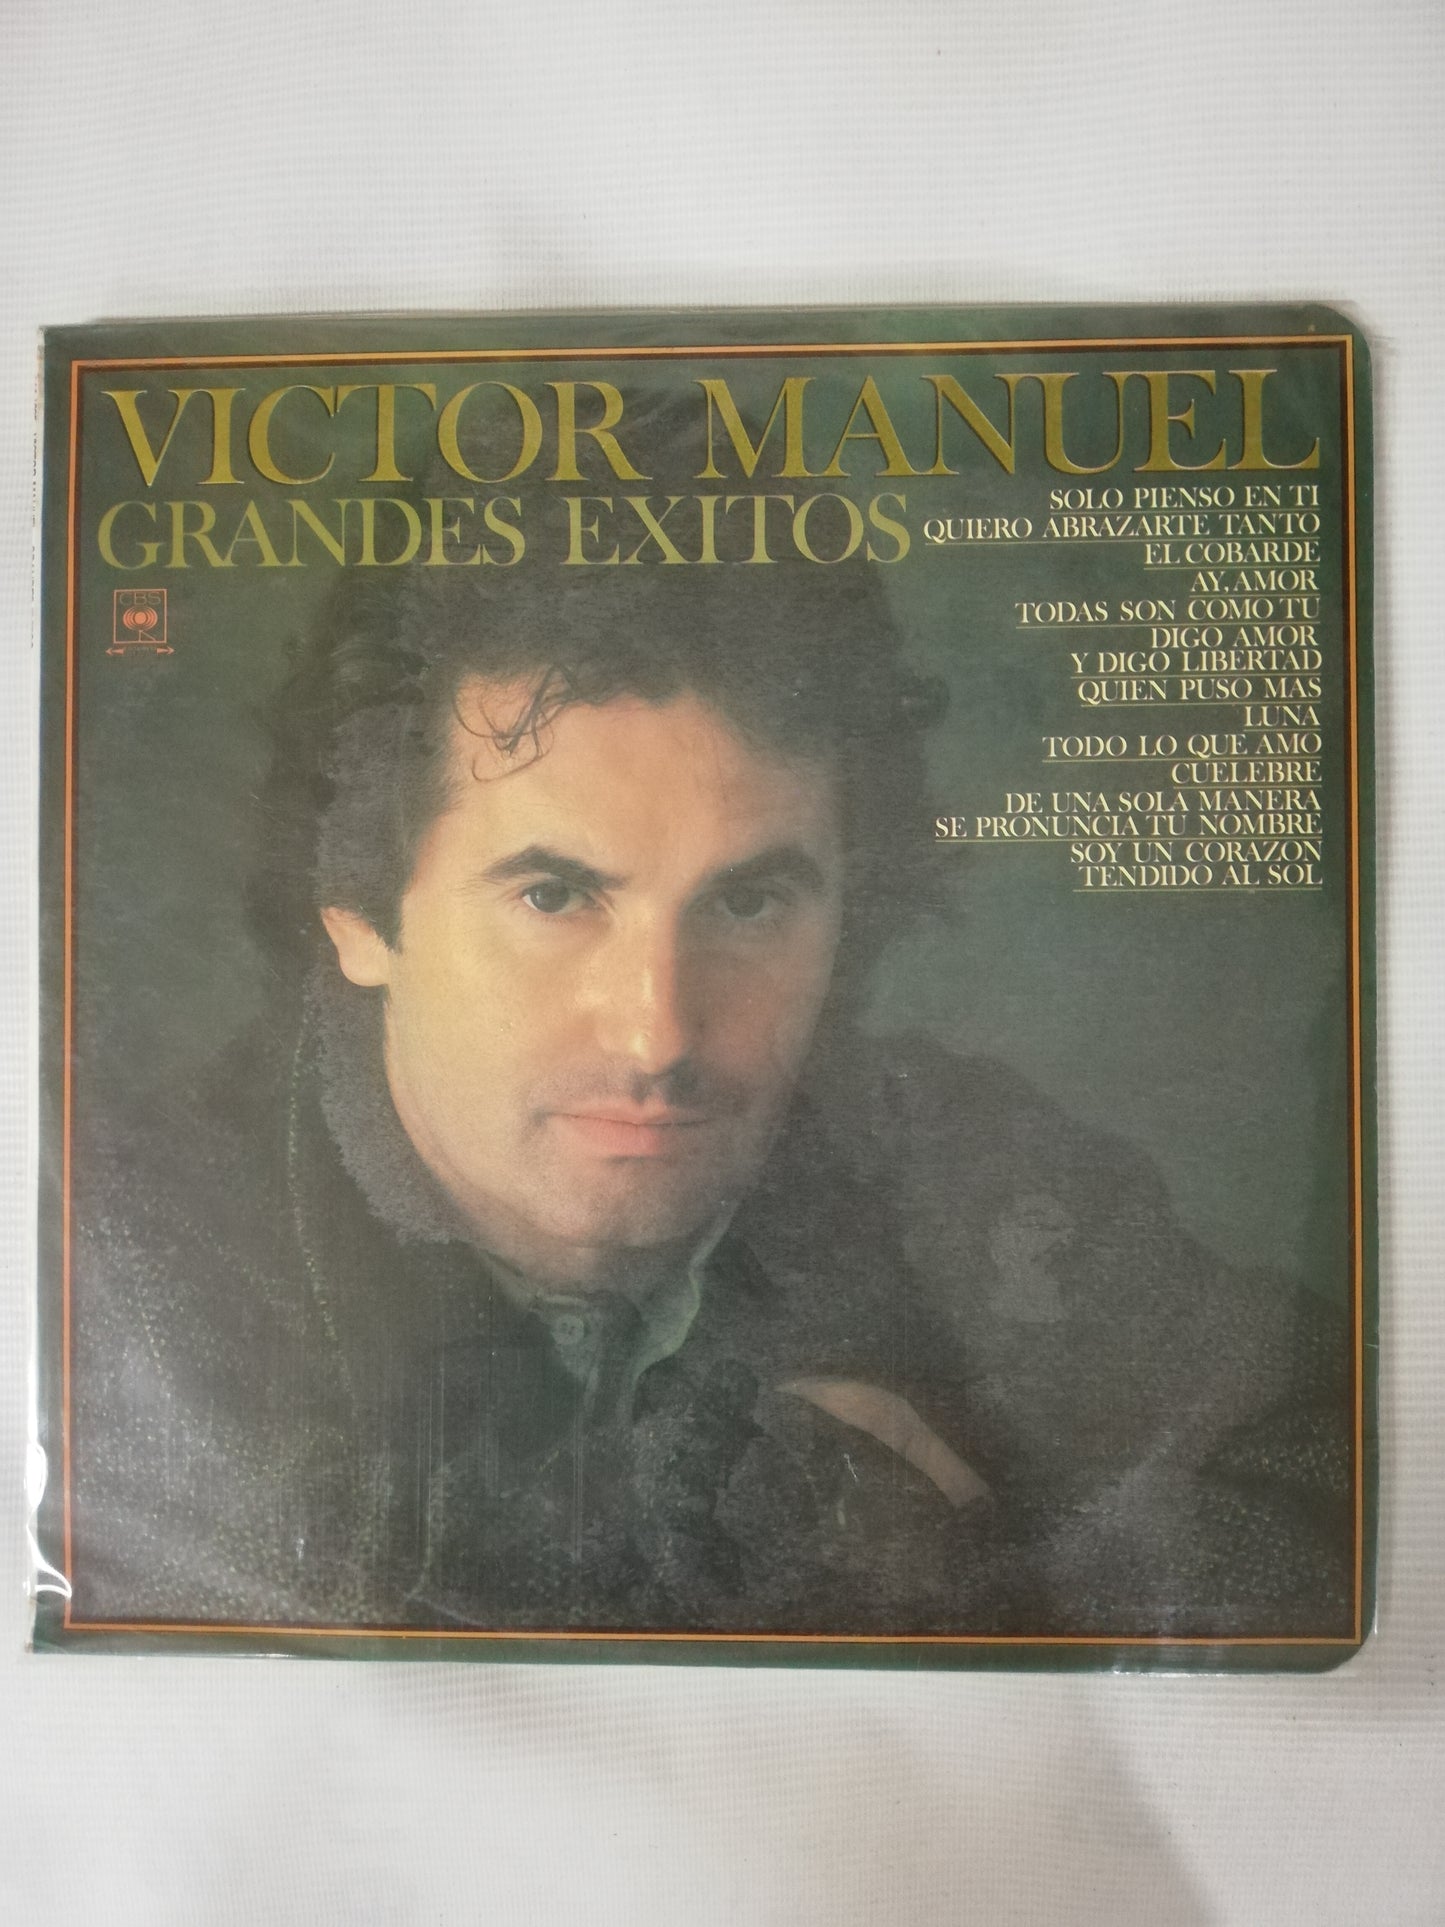 VICTOR MANUEL
GRANDES EXITOS
SOLO PIENSO EN TI
QUIERO ABRAZARTE TANTO
EL COBARDE
AY, AMOR
TODAS SON COMO TU
DIGO AMOR
Y DIGO LIBERTAD
QUIEN PUSO MAS
LUNA
TODO LO QUE AMO
CUELEBRE
DE UNA SOLA MANERA
SE PRONUNCIA TU NOMBRE
SOY UN CORAZON
TENDIDO AL SOL
CBS